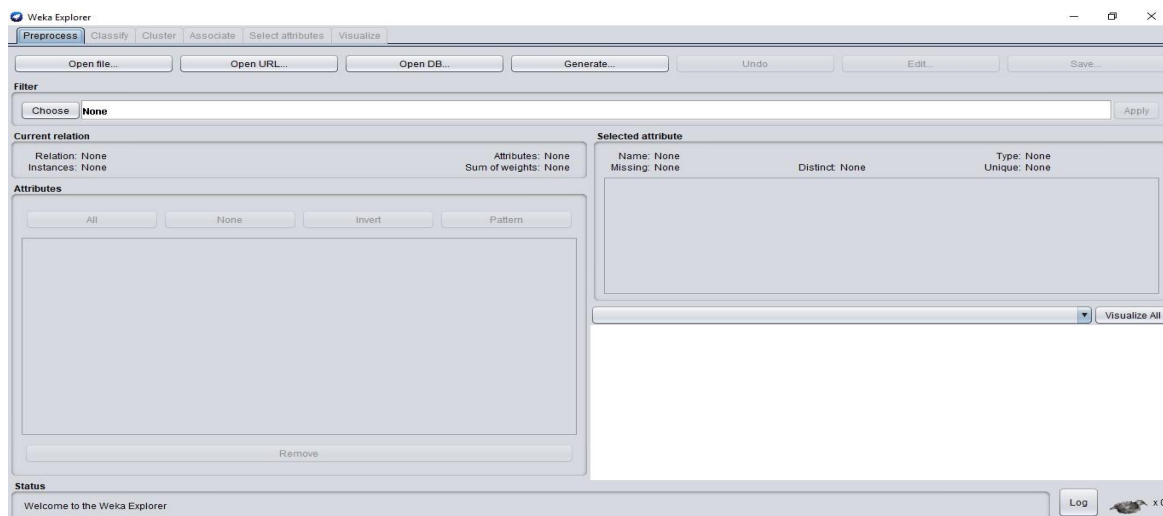 Weka Explorer
Preprocess Classify Cluster Associate Select attributes Visualize
Open file... Open URL... Open DB... Generate... Undo Edit... Save...
Filter
Choose None Apply
Current relation
Relation: None Attributes: None
Instances: None Sum of weights: None
Selected attribute
Name: None Type: None
Missing: None Distinct: None Unique: None
Attributes
All None Invert Pattern
Remove
Visualize All
Status
Welcome to the Weka Explorer
Log x 0